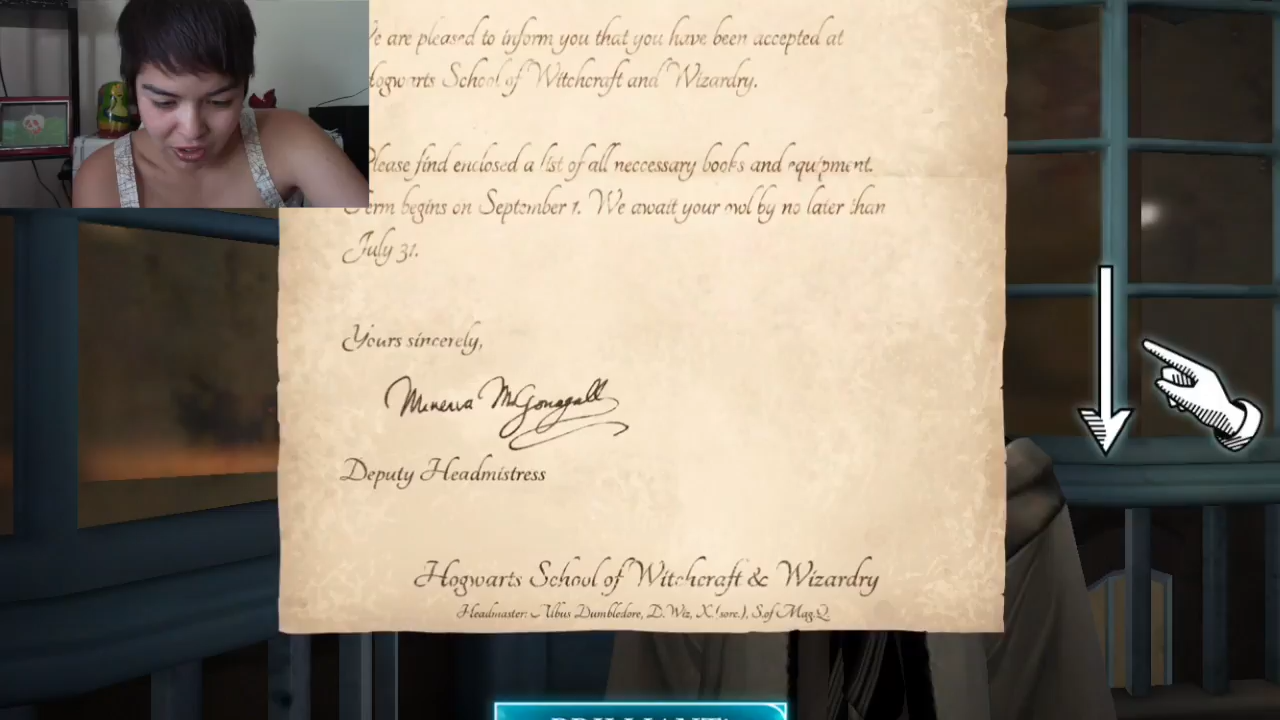 e are pleased to inform you that you have been accepted at
Hogwarts School of Witchcraft and Wizardry.
Please find enclosed a list of all neccessary books and equipment.
Term begins on September 1. We await your owl by no later than
July 31.
Yours sincerely,
Minerva McGonagall
Deputy Headmistress
Hogwarts School of Witchcraft & Wizardry
Headmaster: Albus Dumbledore, D.Wiz, X.(sorc.), S.of Mag.Q.
BRILLIANT!